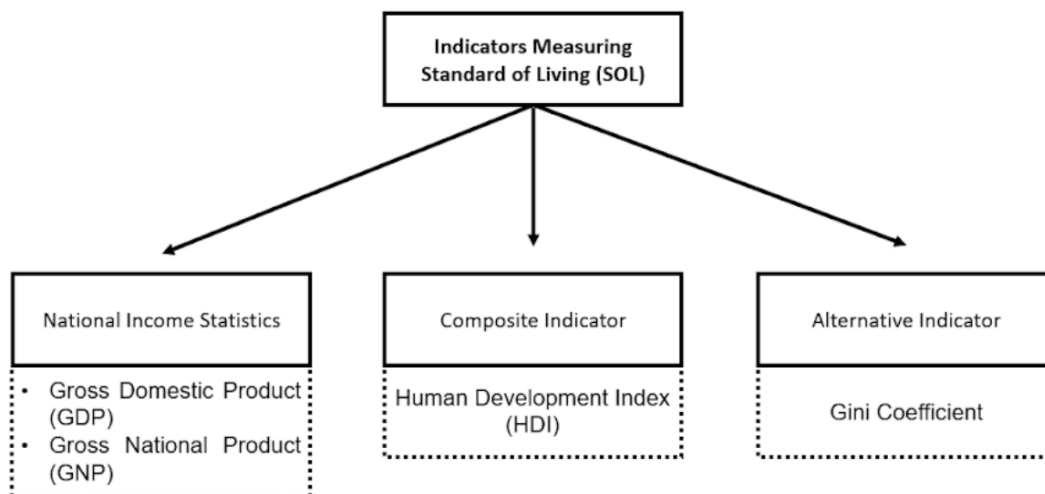 Indicators Measuring
Standard of Living (SOL)
National Income Statistics
• Gross Domestic Product
(GDP)
• Gross National Product
(GNP)
Composite Indicator
Human Development Index
(HDI)
Alternative Indicator
Gini Coefficient